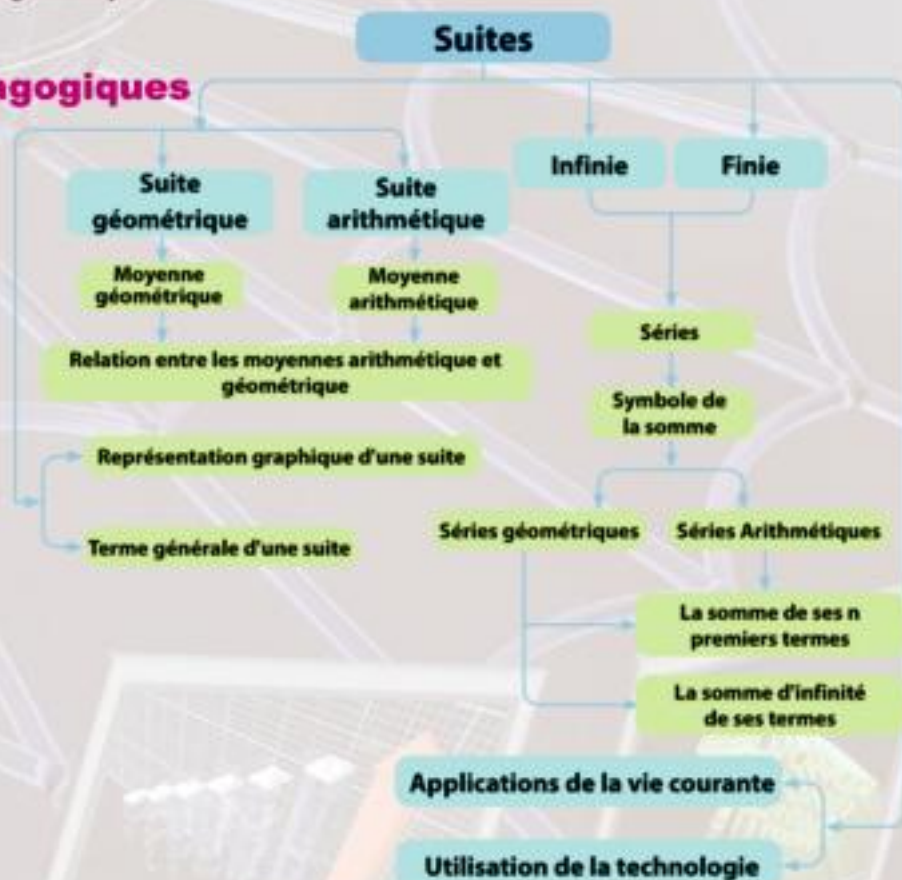 Suites
agogiques
Infinie
Finie
Suite
géométrique
Suite
arithmétique
Moyenne
géométrique
Moyenne
arithmétique
Relation entre les moyennes arithmétique et
géométrique
Séries
Symbole de
la somme
Représentation graphique d'une suite
Terme générale d'une suite
Séries géométriques
Séries Arithmétiques
La somme de ses n
premiers termes
La somme d'infinité
de ses termes
Applications de la vie courante
Utilisation de la technologie